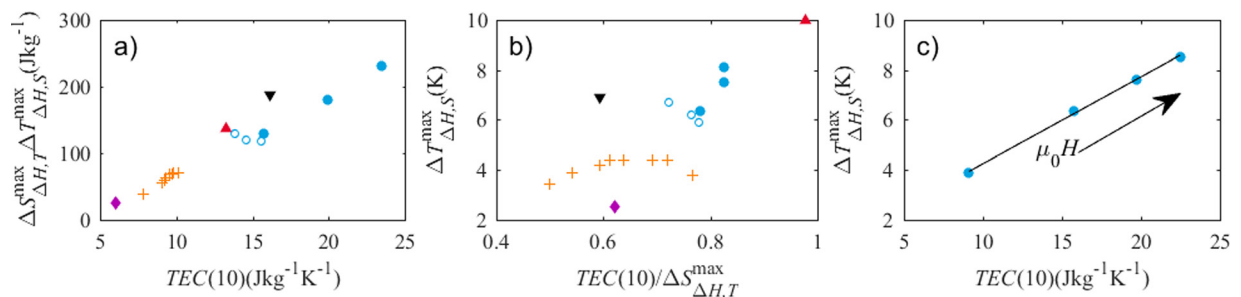 a)
ΔS^max_ΔH,T ΔT^max_ΔH,S (Jkg⁻¹)
300
200
100
0
5 10 15 20 25
TEC(10)(Jkg⁻¹K⁻¹)
b)
ΔT^max_ΔH,S (K)
10
8
6
4
2
0.4 0.6 0.8 1
TEC(10)/ΔS^max_ΔH,T
c)
ΔT^max_ΔH,S (K)
10
8
6
4
2
μ₀H
5 10 15 20 25
TEC(10)(Jkg⁻¹K⁻¹)